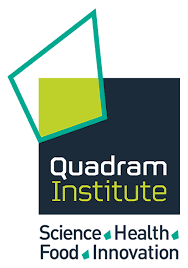 Quadram
Institute
Science Health
Food Innovation